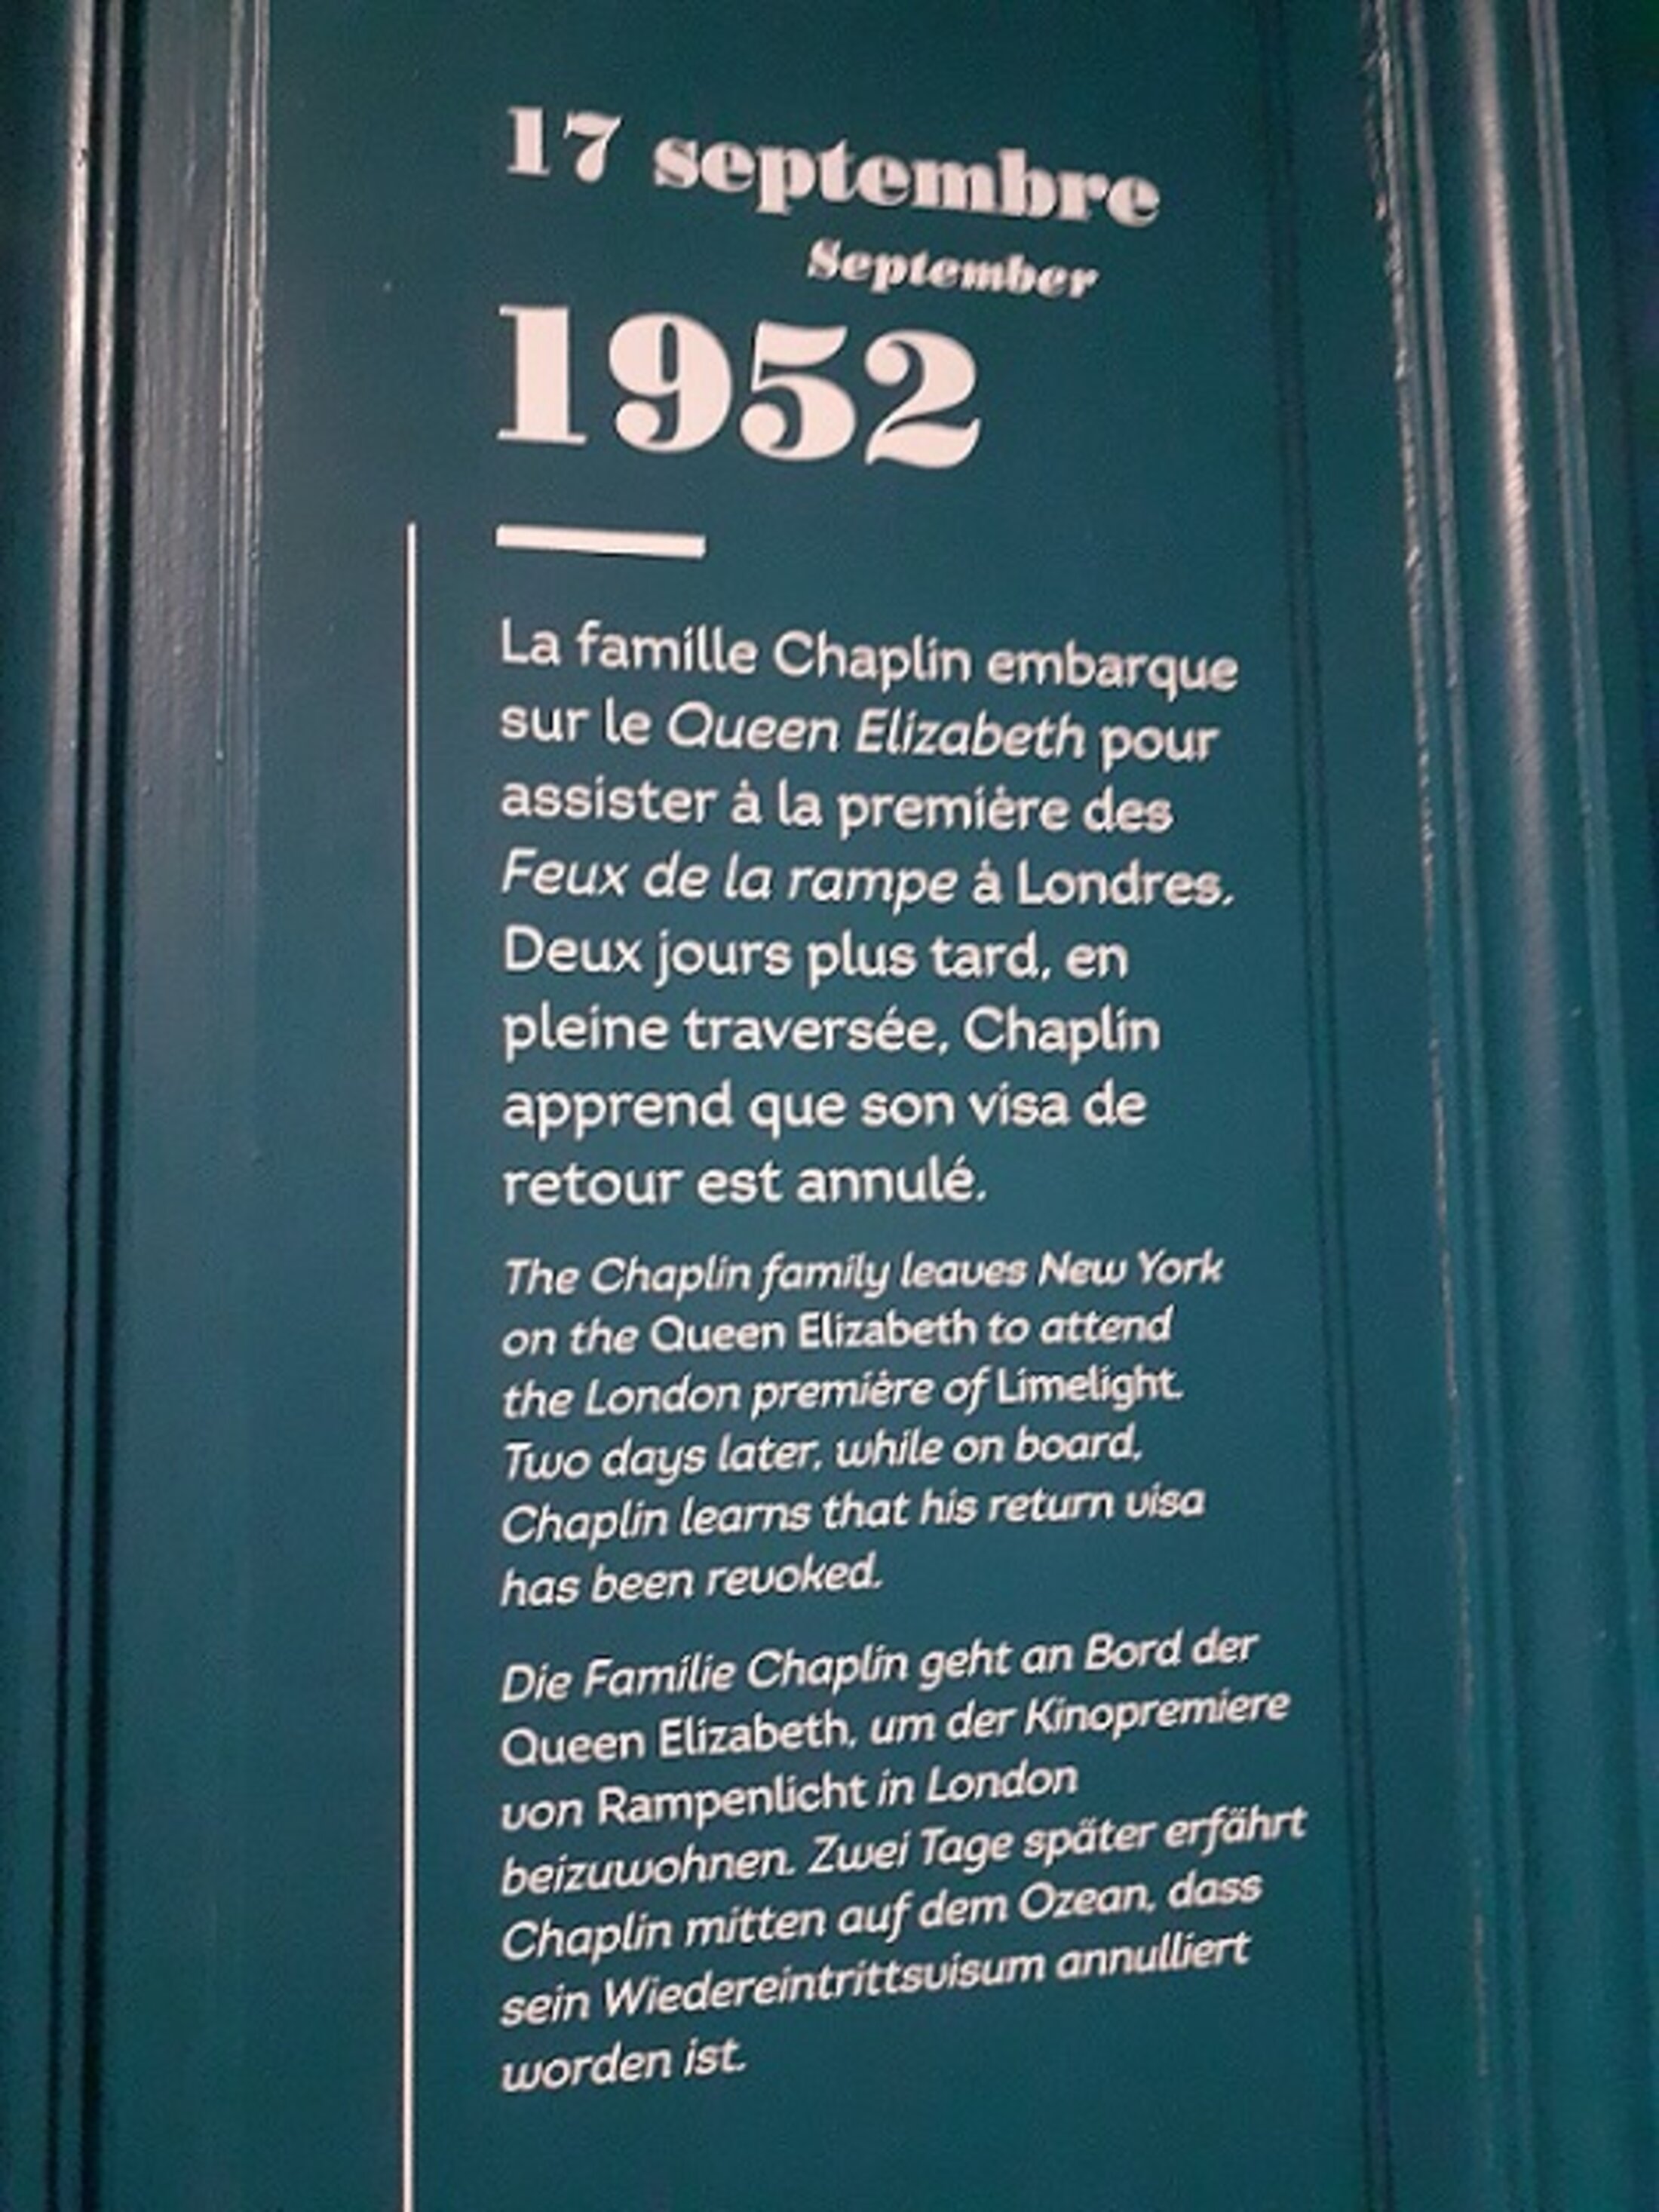 17 septembre
September
1952
La famille Chaplin embarque
sur le Queen Elizabeth pour
assister à la première des
Feux de la rampe à Londres.
Deux jours plus tard, en
pleine traversée, Chaplin
apprend que son visa de
retour est annulé.
The Chaplin family leaves New York
on the Queen Elizabeth to attend
the London première of Limelight.
Two days later, while on board,
Chaplin learns that his return visa
has been revoked.
Die Familie Chaplin geht an Bord der
Queen Elizabeth, um der Kinopremiere
von Rampenlicht in London
beizuwohnen. Zwei Tage später erfährt
Chaplin mitten auf dem Ozean, dass
sein Wiedereintrittsvisum annulliert
worden ist.